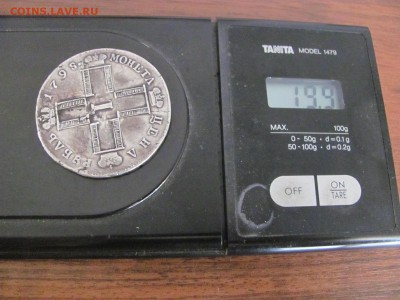 COINS.LAVE.RU
TANITA MODEL 1479
19.9
MAX. 100g
0 - 50g · d=0.1g
50 - 100g · d=0.2g
OFF
ON
TARE
1798 МОНЕТА ЦЕНА РУБЛЬ